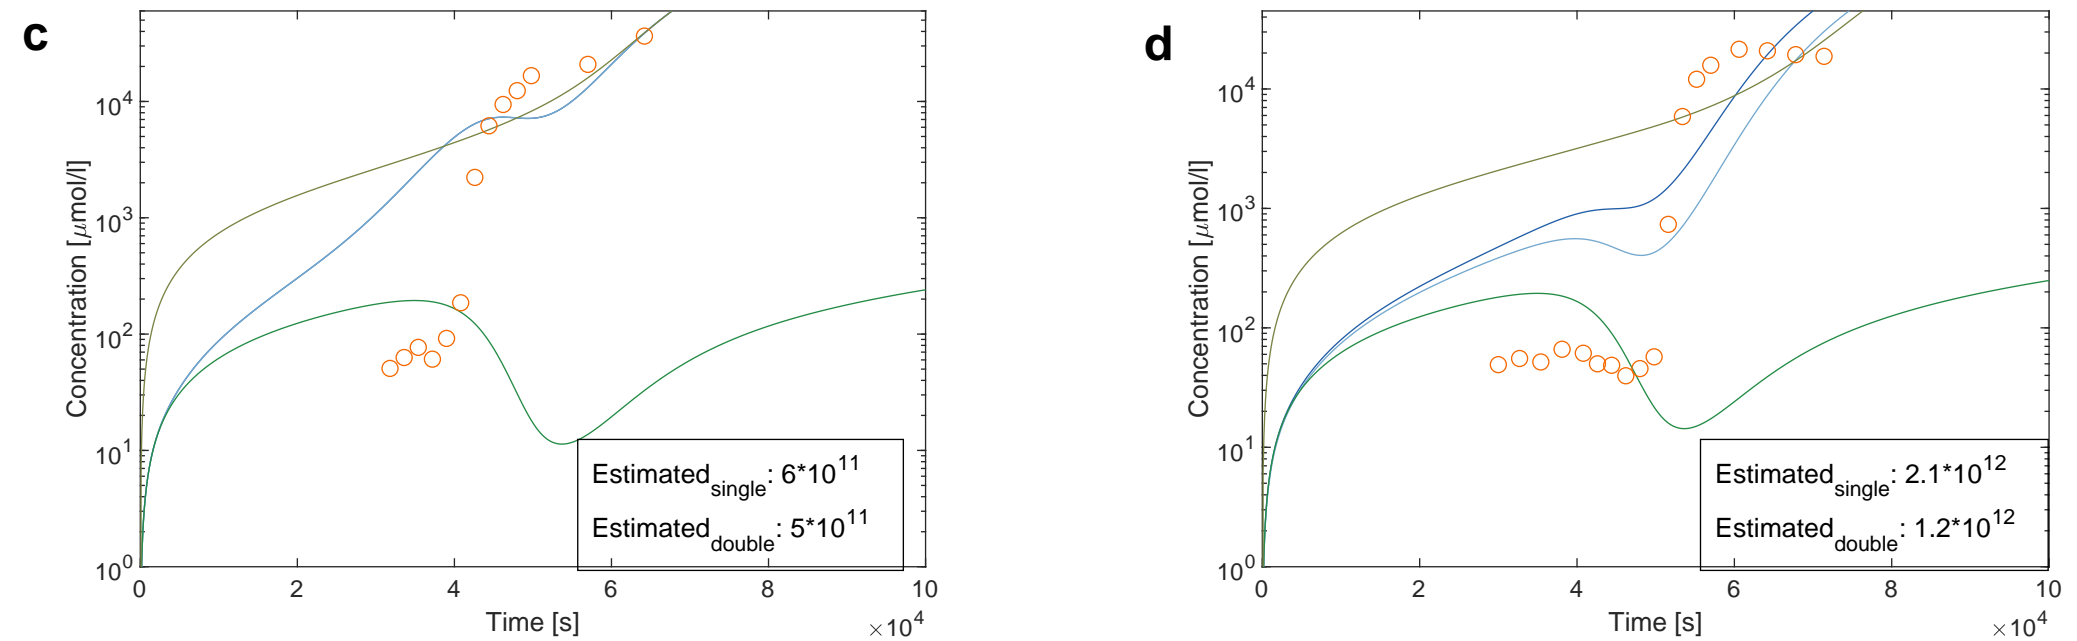 c
Concentration [μmol/l]
10^4
10^3
10^2
10^1
10^0
0 2 4 6 8 10
Time [s]
×10^4
Estimated_single: 6*10^11
Estimated_double: 5*10^11
d
Concentration [μmol/l]
10^4
10^3
10^2
10^1
10^0
0 2 4 6 8 10
Time [s]
×10^4
Estimated_single: 2.1*10^12
Estimated_double: 1.2*10^12